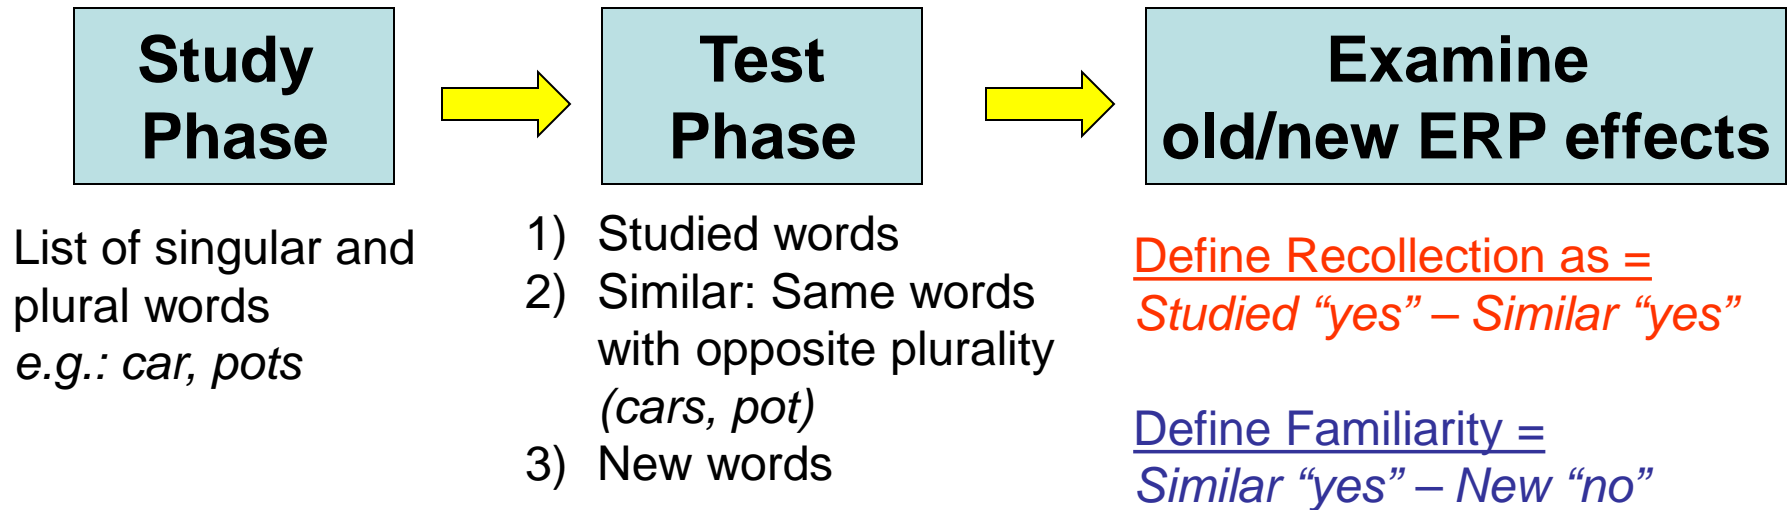 Study
Phase
Test
Phase
Examine
old/new ERP effects
List of singular and
plural words
e.g.: car, pots
1) Studied words
2) Similar: Same words
with opposite plurality
(cars, pot)
3) New words
Define Recollection as =
Studied “yes” – Similar “yes”
Define Familiarity =
Similar “yes” – New “no”